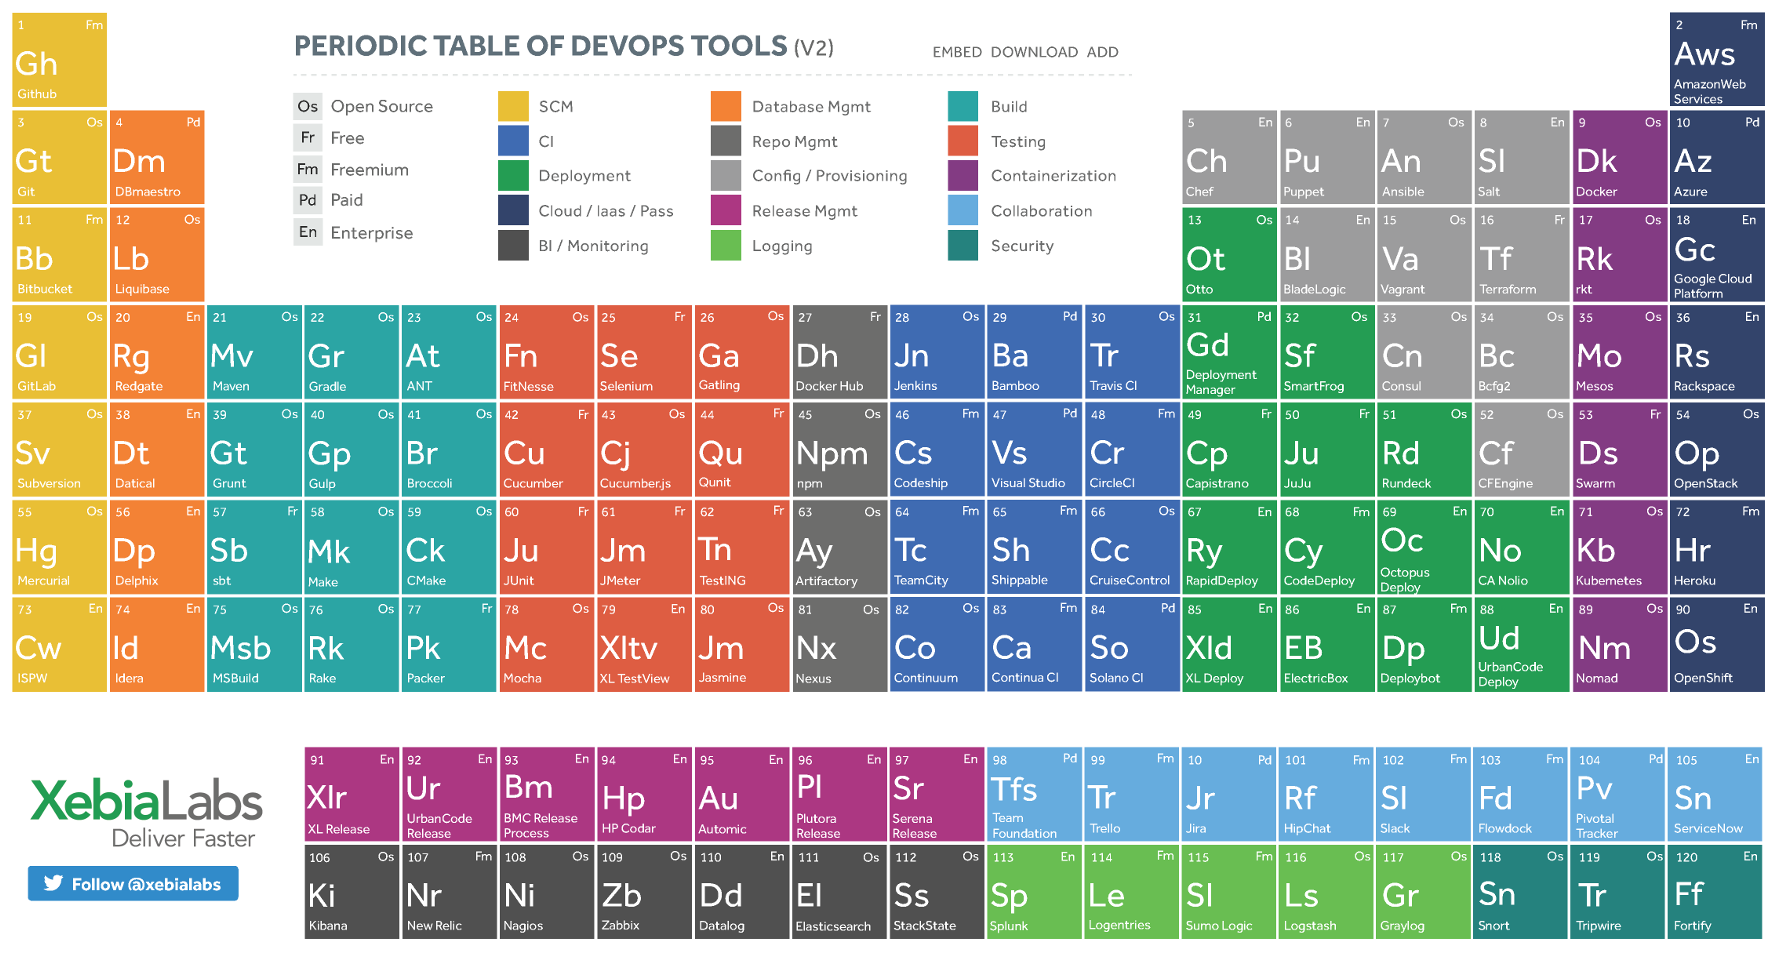 1 Fm
Gh
Github
PERIODIC TABLE OF DEVOPS TOOLS (V2)
EMBED DOWNLOAD ADD
2 Fm
Aws
AmazonWeb
Services
Os Open Source
Fr Free
Fm Freemium
Pd Paid
En Enterprise
SCM
CI
Deployment
Cloud / Iaas / Pass
BI / Monitoring
Database Mgmt
Repo Mgmt
Config / Provisioning
Release Mgmt
Logging
Build
Testing
Containerization
Collaboration
Security
3 Os
Gt
Git
4 Pd
Dm
DBmaestro
5 En
Ch
Chef
6 En
Pu
Puppet
7 Os
An
Ansible
8 En
Sl
Salt
9 Os
Dk
Docker
10 Pd
Az
Azure
11 Fm
Bb
Bitbucket
12 Os
Lb
Liquibase
13 Os
Ot
Otto
14 En
Bl
BladeLogic
15 Os
Va
Vagrant
16 Fr
Tf
Terraform
17 Os
Rk
rkt
18 En
Gc
Google Cloud
Platform
19 Os
Gl
GitLab
20 En
Rg
Redgate
21 Os
Mv
Maven
22 Os
Gr
Gradle
23 Os
At
ANT
24 Os
Fn
FitNesse
25 Fr
Se
Selenium
26 Os
Ga
Gatling
27 Fr
Dh
Docker Hub
28 Os
Jn
Jenkins
29 Pd
Ba
Bamboo
30 Os
Tr
Travis CI
31 Pd
Gd
Deployment
Manager
32 Os
Sf
SmartFrog
33 Os
Cn
Consul
34 Os
Bc
Bcfg2
35 Os
Mo
Mesos
36 En
Rs
Rackspace
37 Os
Sv
Subversion
38 En
Dt
Datical
39 Os
Gt
Grunt
40 Os
Gp
Gulp
41 Os
Br
Broccoli
42 Fr
Cu
Cucumber
43 Os
Cj
Cucumber.js
44 Fr
Qu
Qunit
45 Os
Npm
npm
46 Fm
Cs
Codeship
47 Pd
Vs
Visual Studio
48 Fm
Cr
CircleCI
49 Fr
Cp
Capistrano
50 Fr
Ju
JuJu
51 Os
Rd
Rundeck
52 Os
Cf
CFEngine
53 Fr
Ds
Swarm
54 Os
Op
OpenStack
55 Os
Hg
Mercurial
56 En
Dp
Delphix
57 Fr
Sb
sbt
58 Os
Mk
Make
59 Os
Ck
CMake
60 Fr
Ju
JUnit
61 Fr
Jm
JMeter
62 Fr
Tn
TestING
63 Os
Ay
Artifactory
64 Fm
Tc
TeamCity
65 Fm
Sh
Shippable
66 Os
Cc
CruiseControl
67 En
Ry
RapidDeploy
68 Fm
Cy
CodeDeploy
69 En
Oc
Octopus
Deploy
70 En
No
CA Nolio
71 Os
Kb
Kubernetes
72 Fm
Hr
Heroku
73 En
Cw
ISPW
74 En
Id
Idera
75 Os
Msb
MSBuild
76 Os
Rk
Rake
77 Fr
Pk
Packer
78 Os
Mc
Mocha
79 En
Xltv
XL TestView
80 Os
Jm
Jasmine
81 Os
Nx
Nexus
82 Os
Co
Continuum
83 Fm
Ca
Continua CI
84 Pd
So
Solano CI
85 En
Xld
XL Deploy
86 En
EB
ElectricBox
87 Fm
Dp
Deploybot
88 En
Ud
UrbanCode
Deploy
89 Os
Nm
Nomad
90 En
Os
OpenShift
XebiaLabs
Deliver Faster
Follow @xebialabs
91 En
Xlr
XL Release
92 En
Ur
UrbanCode
Release
93 En
Bm
BMC Release
Process
94 En
Hp
HP Codar
95 En
Au
Automic
96 En
Pl
Plutora
Release
97 En
Sr
Serena
Release
98 Pd
Tfs
Team
Foundation
99 Fm
Tr
Trello
10 Pd
Jr
Jira
101 Fm
Rf
HipChat
102 Fm
Sl
Slack
103 Fm
Fd
Flowdock
104 Pd
Pv
Pivotal
Tracker
105 En
Sn
ServiceNow
106 Os
Ki
Kibana
107 Fm
Nr
New Relic
108 Os
Ni
Nagios
109 Os
Zb
Zabbix
110 En
Dd
Datalog
111 Os
El
Elasticsearch
112 Os
Ss
StackState
113 En
Sp
Splunk
114 Fm
Le
Logentries
115 Fm
Sl
Sumo Logic
116 Os
Ls
Logstash
117 Os
Gr
Graylog
118 Os
Sn
Snort
119 Os
Tr
Tripwire
120 En
Ff
Fortify